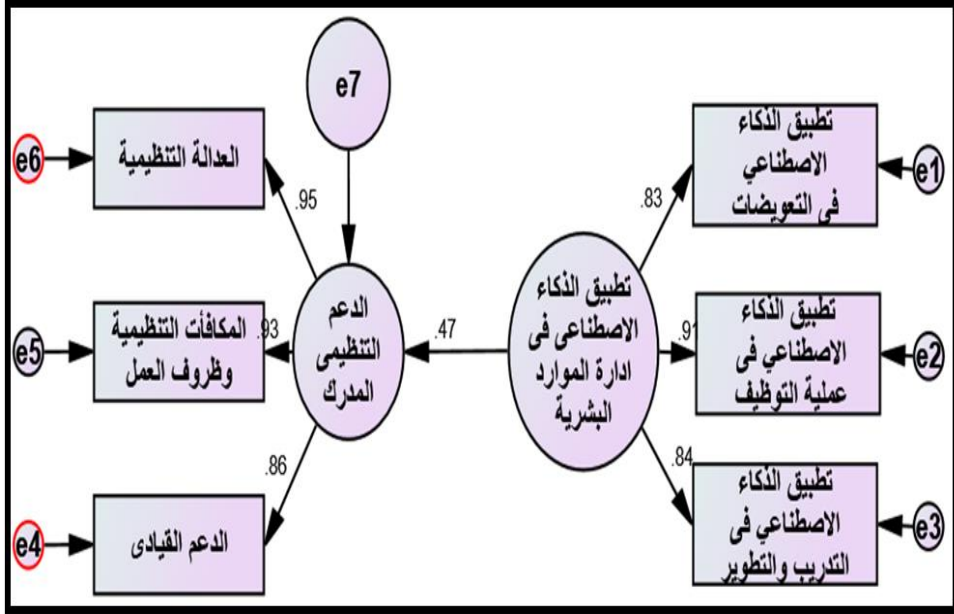 e7
تطبيق الذكاء
الاصطناعي
فى التعويضات
e1
.83
العدالة التنظيمية
e6
.95
تطبيق الذكاء
الاصطناعى فى
ادارة الموارد
البشرية
.47
الدعم
التنظيمى
المدرك
تطبيق الذكاء
الاصطناعي فى
عملية التوظيف
e2
.91
المكافأت التنظيمية
وظروف العمل
e5
.93
تطبيق الذكاء
الاصطناعي فى
التدريب والتطوير
e3
.84
الدعم القيادى
e4
.86